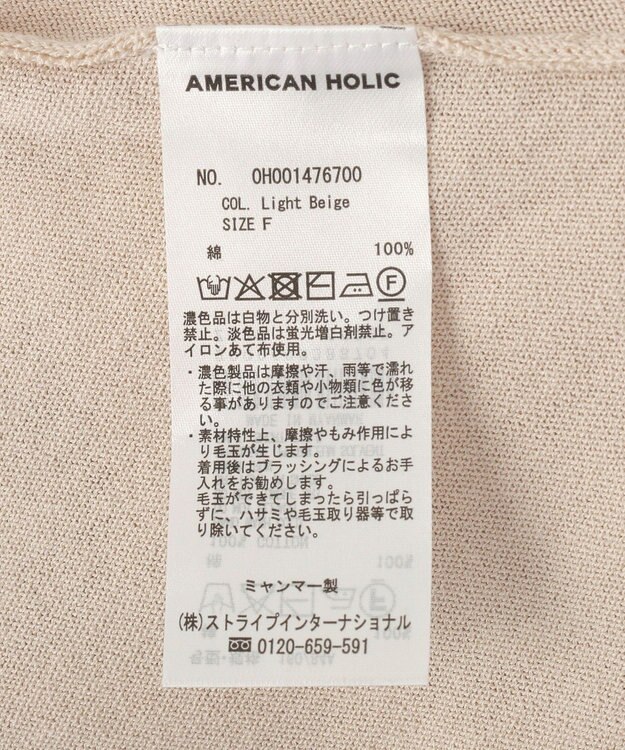 AMERICAN HOLIC
NO. OH001476700
COL. Light Beige
SIZE F
綿 100%
F
濃色品は白物と分別洗い。つけ置き
禁止。淡色品は蛍光増白剤禁止。ア
イロンあて布使用。
・濃色製品は摩擦や汗、雨等で濡れ
た際に他の衣類や小物類に色が移
る事がありますのでご注意くださ
い。
・素材特性上、摩擦やもみ作用によ
り毛玉が生じます。
着用後はブラッシングによるお手
入れをお勧めします。
毛玉ができてしまったら引っぱら
ずに、ハサミや毛玉取り器等で取
り除いてください。
ミャンマー製
(株)ストライプインターナショナル
0120-659-591